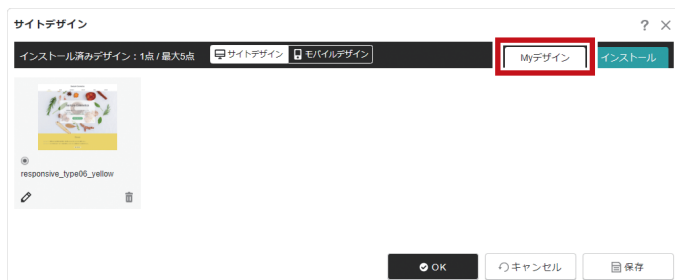 サイトデザイン
?
インストール済みデザイン：1点 / 最大5点 サイトデザイン モバイルデザイン Myデザイン インストール
responsive_type06_yellow
OK キャンセル 保存